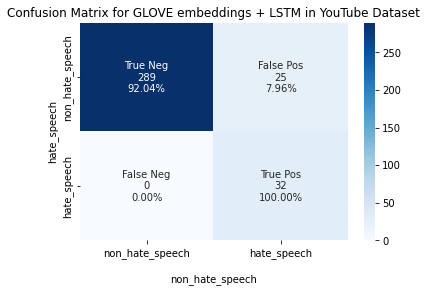 Confusion Matrix for GLOVE embeddings + LSTM in YouTube Dataset
True Neg
289
92.04%
False Pos
25
7.96%
False Neg
0
0.00%
True Pos
32
100.00%
non_hate_speech
hate_speech
hate_speech
non_hate_speech
hate_speech
non_hate_speech
250
200
150
100
50
0